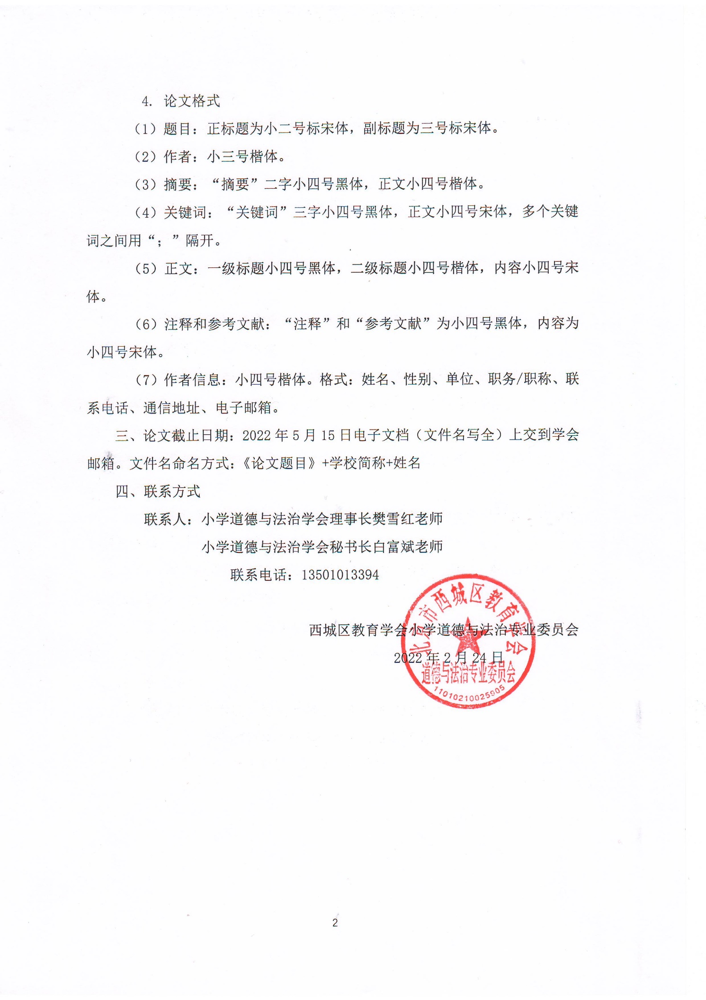 4. 论文格式
（1）题目：正标题为小二号标宋体，副标题为三号标宋体。
（2）作者：小三号楷体。
（3）摘要：“摘要”二字小四号黑体，正文小四号楷体。
（4）关键词：“关键词”三字小四号黑体，正文小四号宋体，多个关键
词之间用“；”隔开。
（5）正文：一级标题小四号黑体，二级标题小四号楷体，内容小四号宋
体。
（6）注释和参考文献：“注释”和“参考文献”为小四号黑体，内容为
小四号宋体。
（7）作者信息：小四号楷体。格式：姓名、性别、单位、职务/职称、联
系电话、通信地址、电子邮箱。
三、论文截止日期：2022年5月15日电子文档（文件名写全）上交到学会
邮箱。文件名命名方式：《论文题目》+学校简称+姓名
四、联系方式
联系人：小学道德与法治学会理事长樊雪红老师
小学道德与法治学会秘书长白富斌老师
联系电话：13501013394
北京市西城区教育学会
西城区教育学会小学道德与法治专业委员会
2022年2月24日
道德与法治专业委员会
11010210025905
2